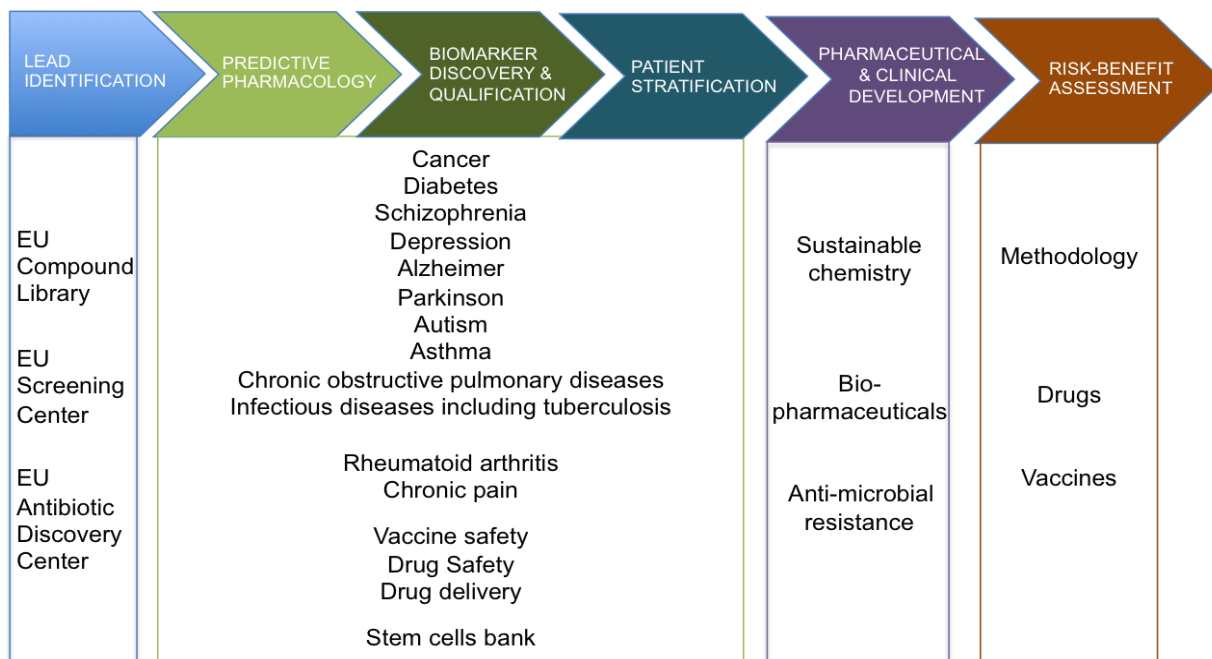 LEAD
IDENTIFICATION
PREDICTIVE
PHARMACOLOGY
BIOMARKER
DISCOVERY &
QUALIFICATION
PATIENT
STRATIFICATION
PHARMACEUTICAL
& CLINICAL
DEVELOPMENT
RISK-BENEFIT
ASSESSMENT
EU
Compound
Library
EU
Screening
Center
EU
Antibiotic
Discovery
Center
Cancer
Diabetes
Schizophrenia
Depression
Alzheimer
Parkinson
Autism
Asthma
Chronic obstructive pulmonary diseases
Infectious diseases including tuberculosis
Rheumatoid arthritis
Chronic pain
Vaccine safety
Drug Safety
Drug delivery
Stem cells bank
Sustainable
chemistry
Bio-
pharmaceuticals
Anti-microbial
resistance
Methodology
Drugs
Vaccines